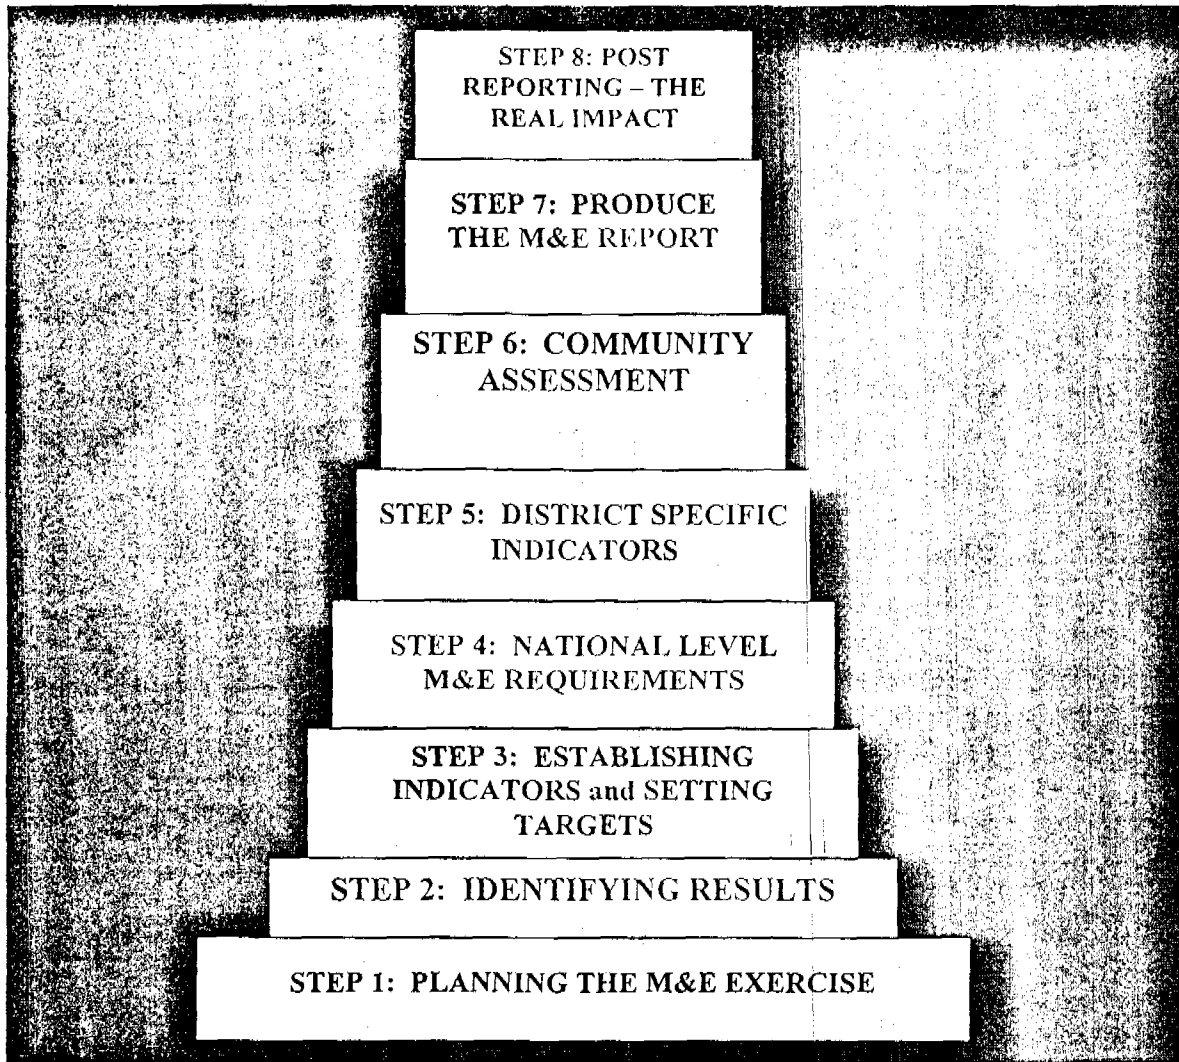 STEP 8: POST
REPORTING – THE
REAL IMPACT
STEP 7: PRODUCE
THE M&E REPORT
STEP 6: COMMUNITY
ASSESSMENT
STEP 5: DISTRICT SPECIFIC
INDICATORS
STEP 4: NATIONAL LEVEL
M&E REQUIREMENTS
STEP 3: ESTABLISHING
INDICATORS and SETTING
TARGETS
STEP 2: IDENTIFYING RESULTS
STEP 1: PLANNING THE M&E EXERCISE